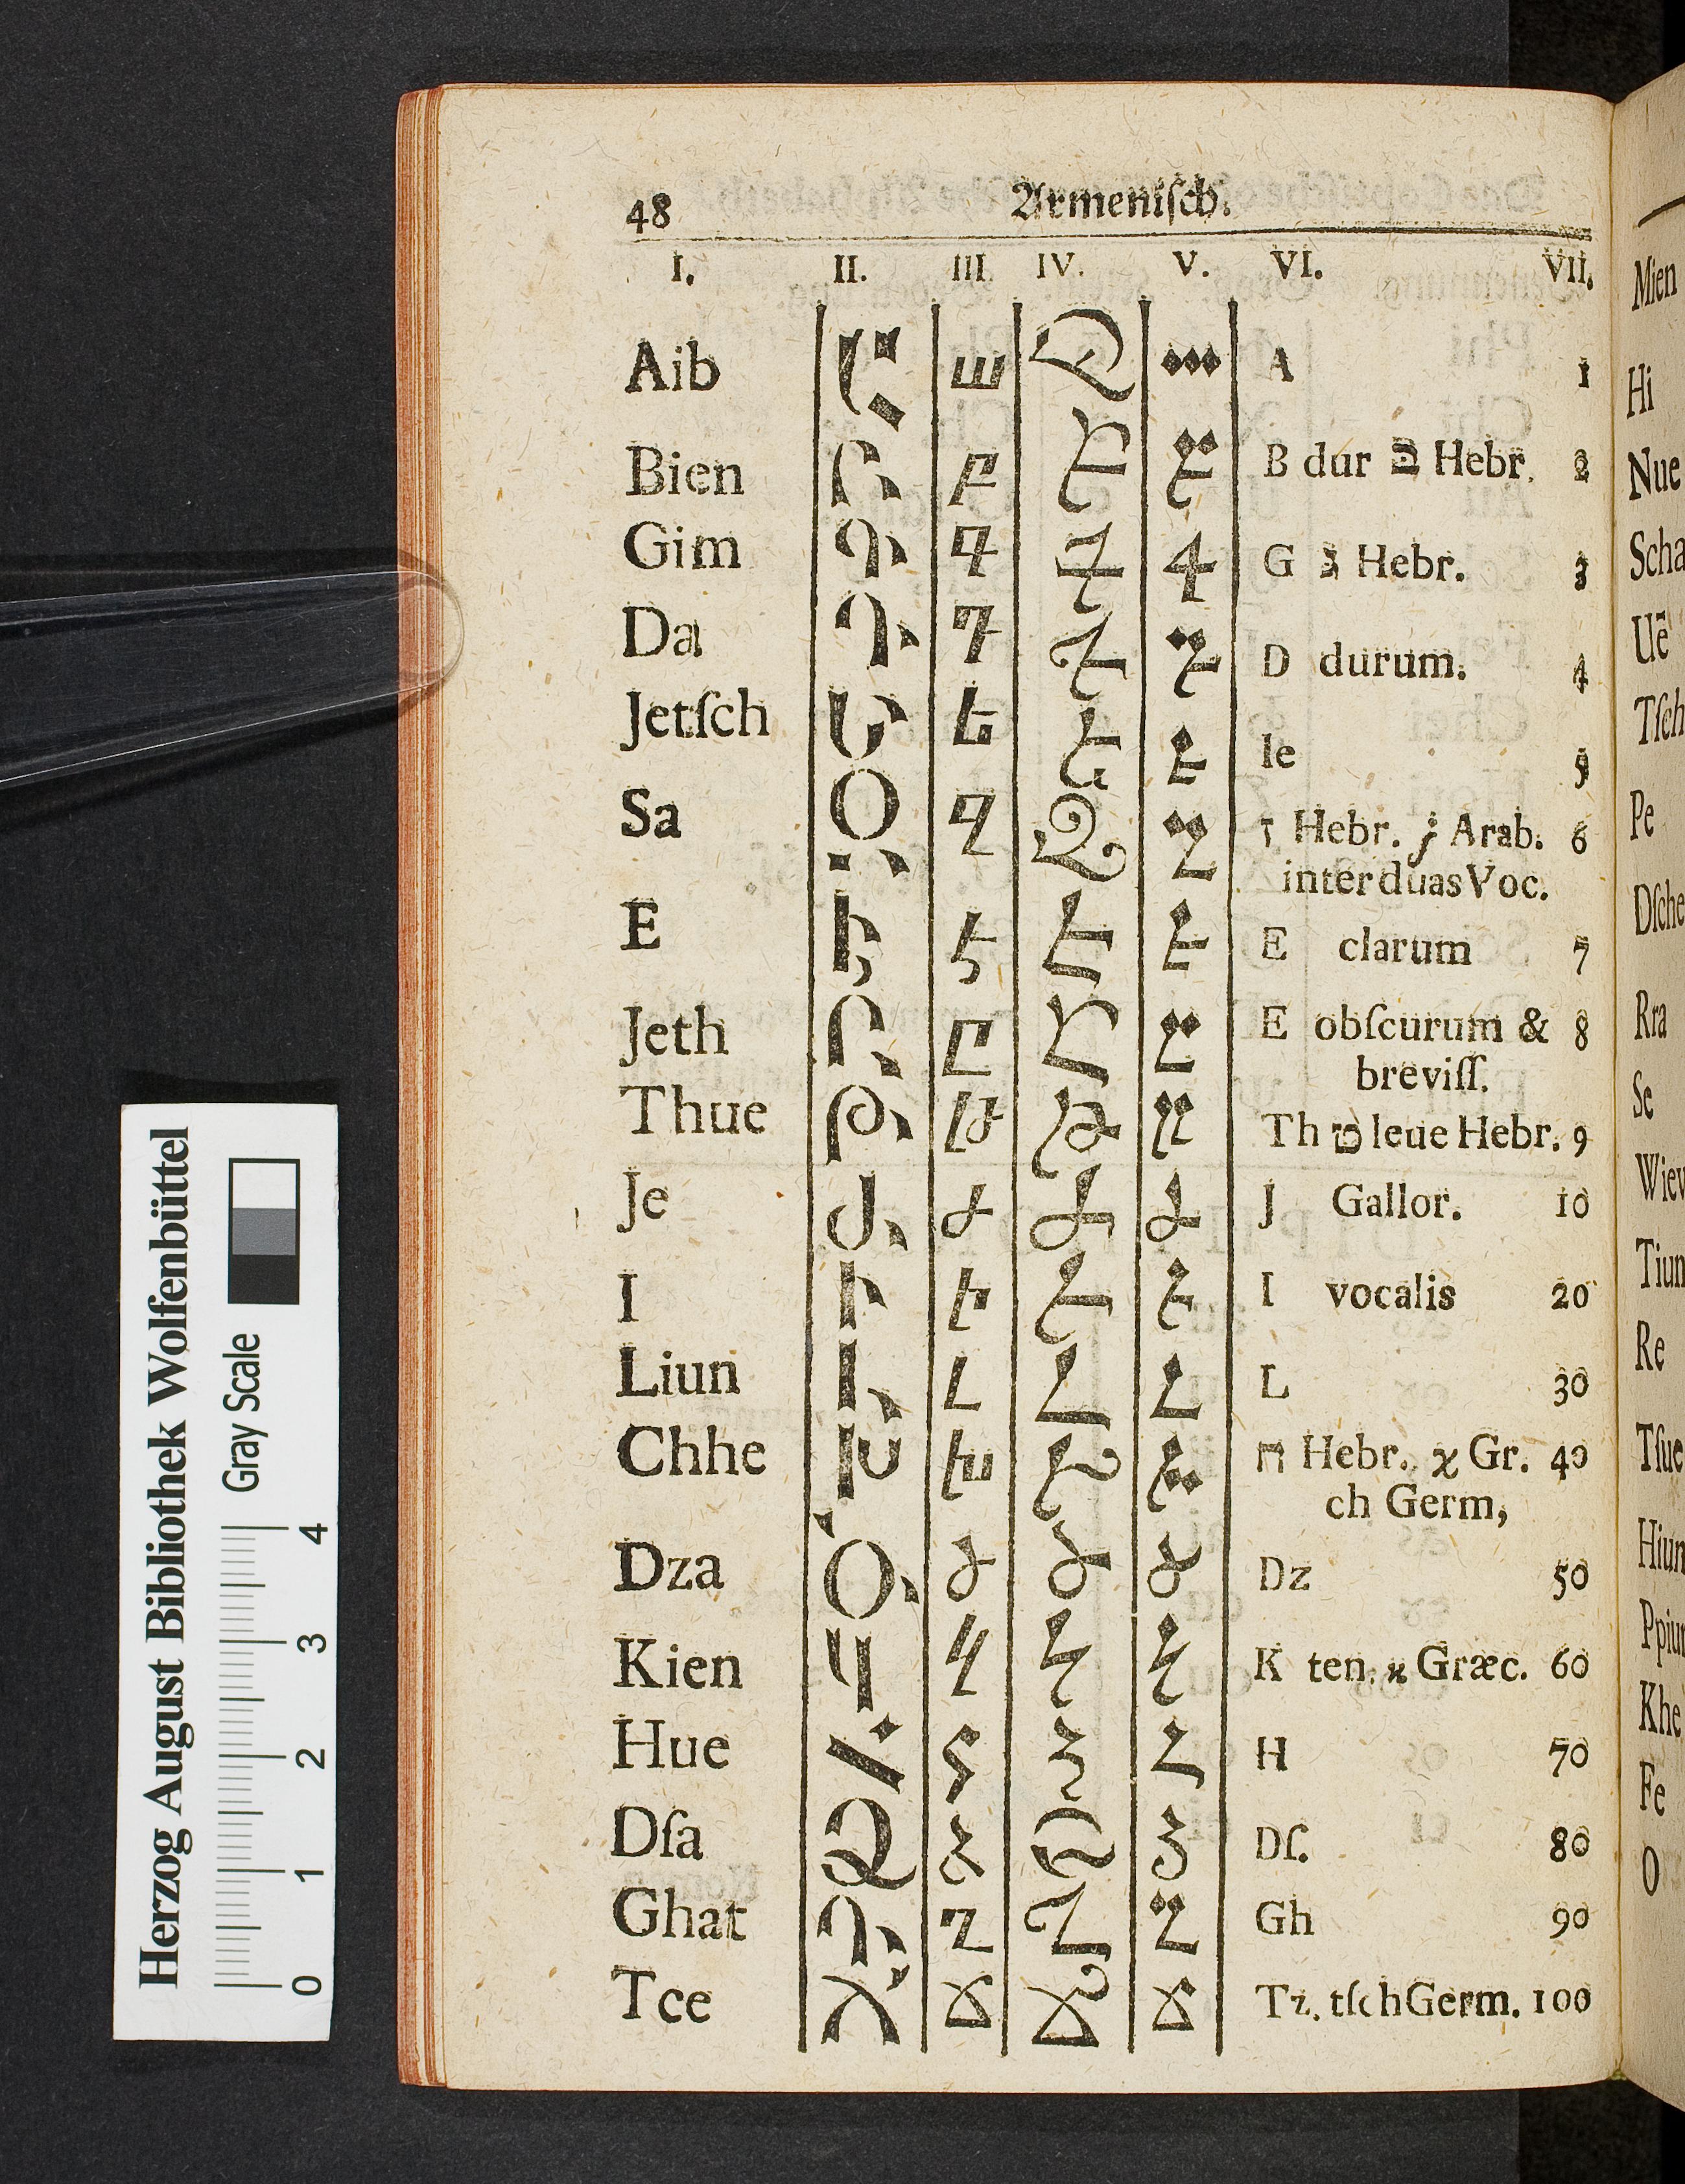 48 Armenisch.
I. II. III IV. V. VI. VII.
Aib ա A 1
Bien բ B dur בּ Hebr. 2
Gim գ G גּ Hebr. 3
Da դ D durum. 4
Jetſch ե Ie 5
Sa զ ז Hebr. ز Arab. 6
inter duas Voc.
E է E clarum 7
Jeth ը E obſcurum & 8
breviſſ.
Thue թ Th ט leue Hebr. 9
Je ժ J Gallor. 10
I ի I vocalis 20
Liun լ L 30
Chhe խ ח Hebr. χ Gr. 40
ch Germ,
Dza ծ Dz 50
Kien կ K ten. ϰ Græc. 60
Hue հ H 70
Dſa ձ Dſ. 80
Ghat ղ Gh 90
Tce ճ Tz. tſch Germ. 100
Mien
Hi
Nue
Scha
Uē
Tſch
Pe
Dſche
Rra
Se
Wiev
Tiun
Re
Tſue
Hiun
Ppiun
Khe
Fe
O
Herzog August Bibliothek Wolfenbüttel
Gray Scale
0 1 2 3 4